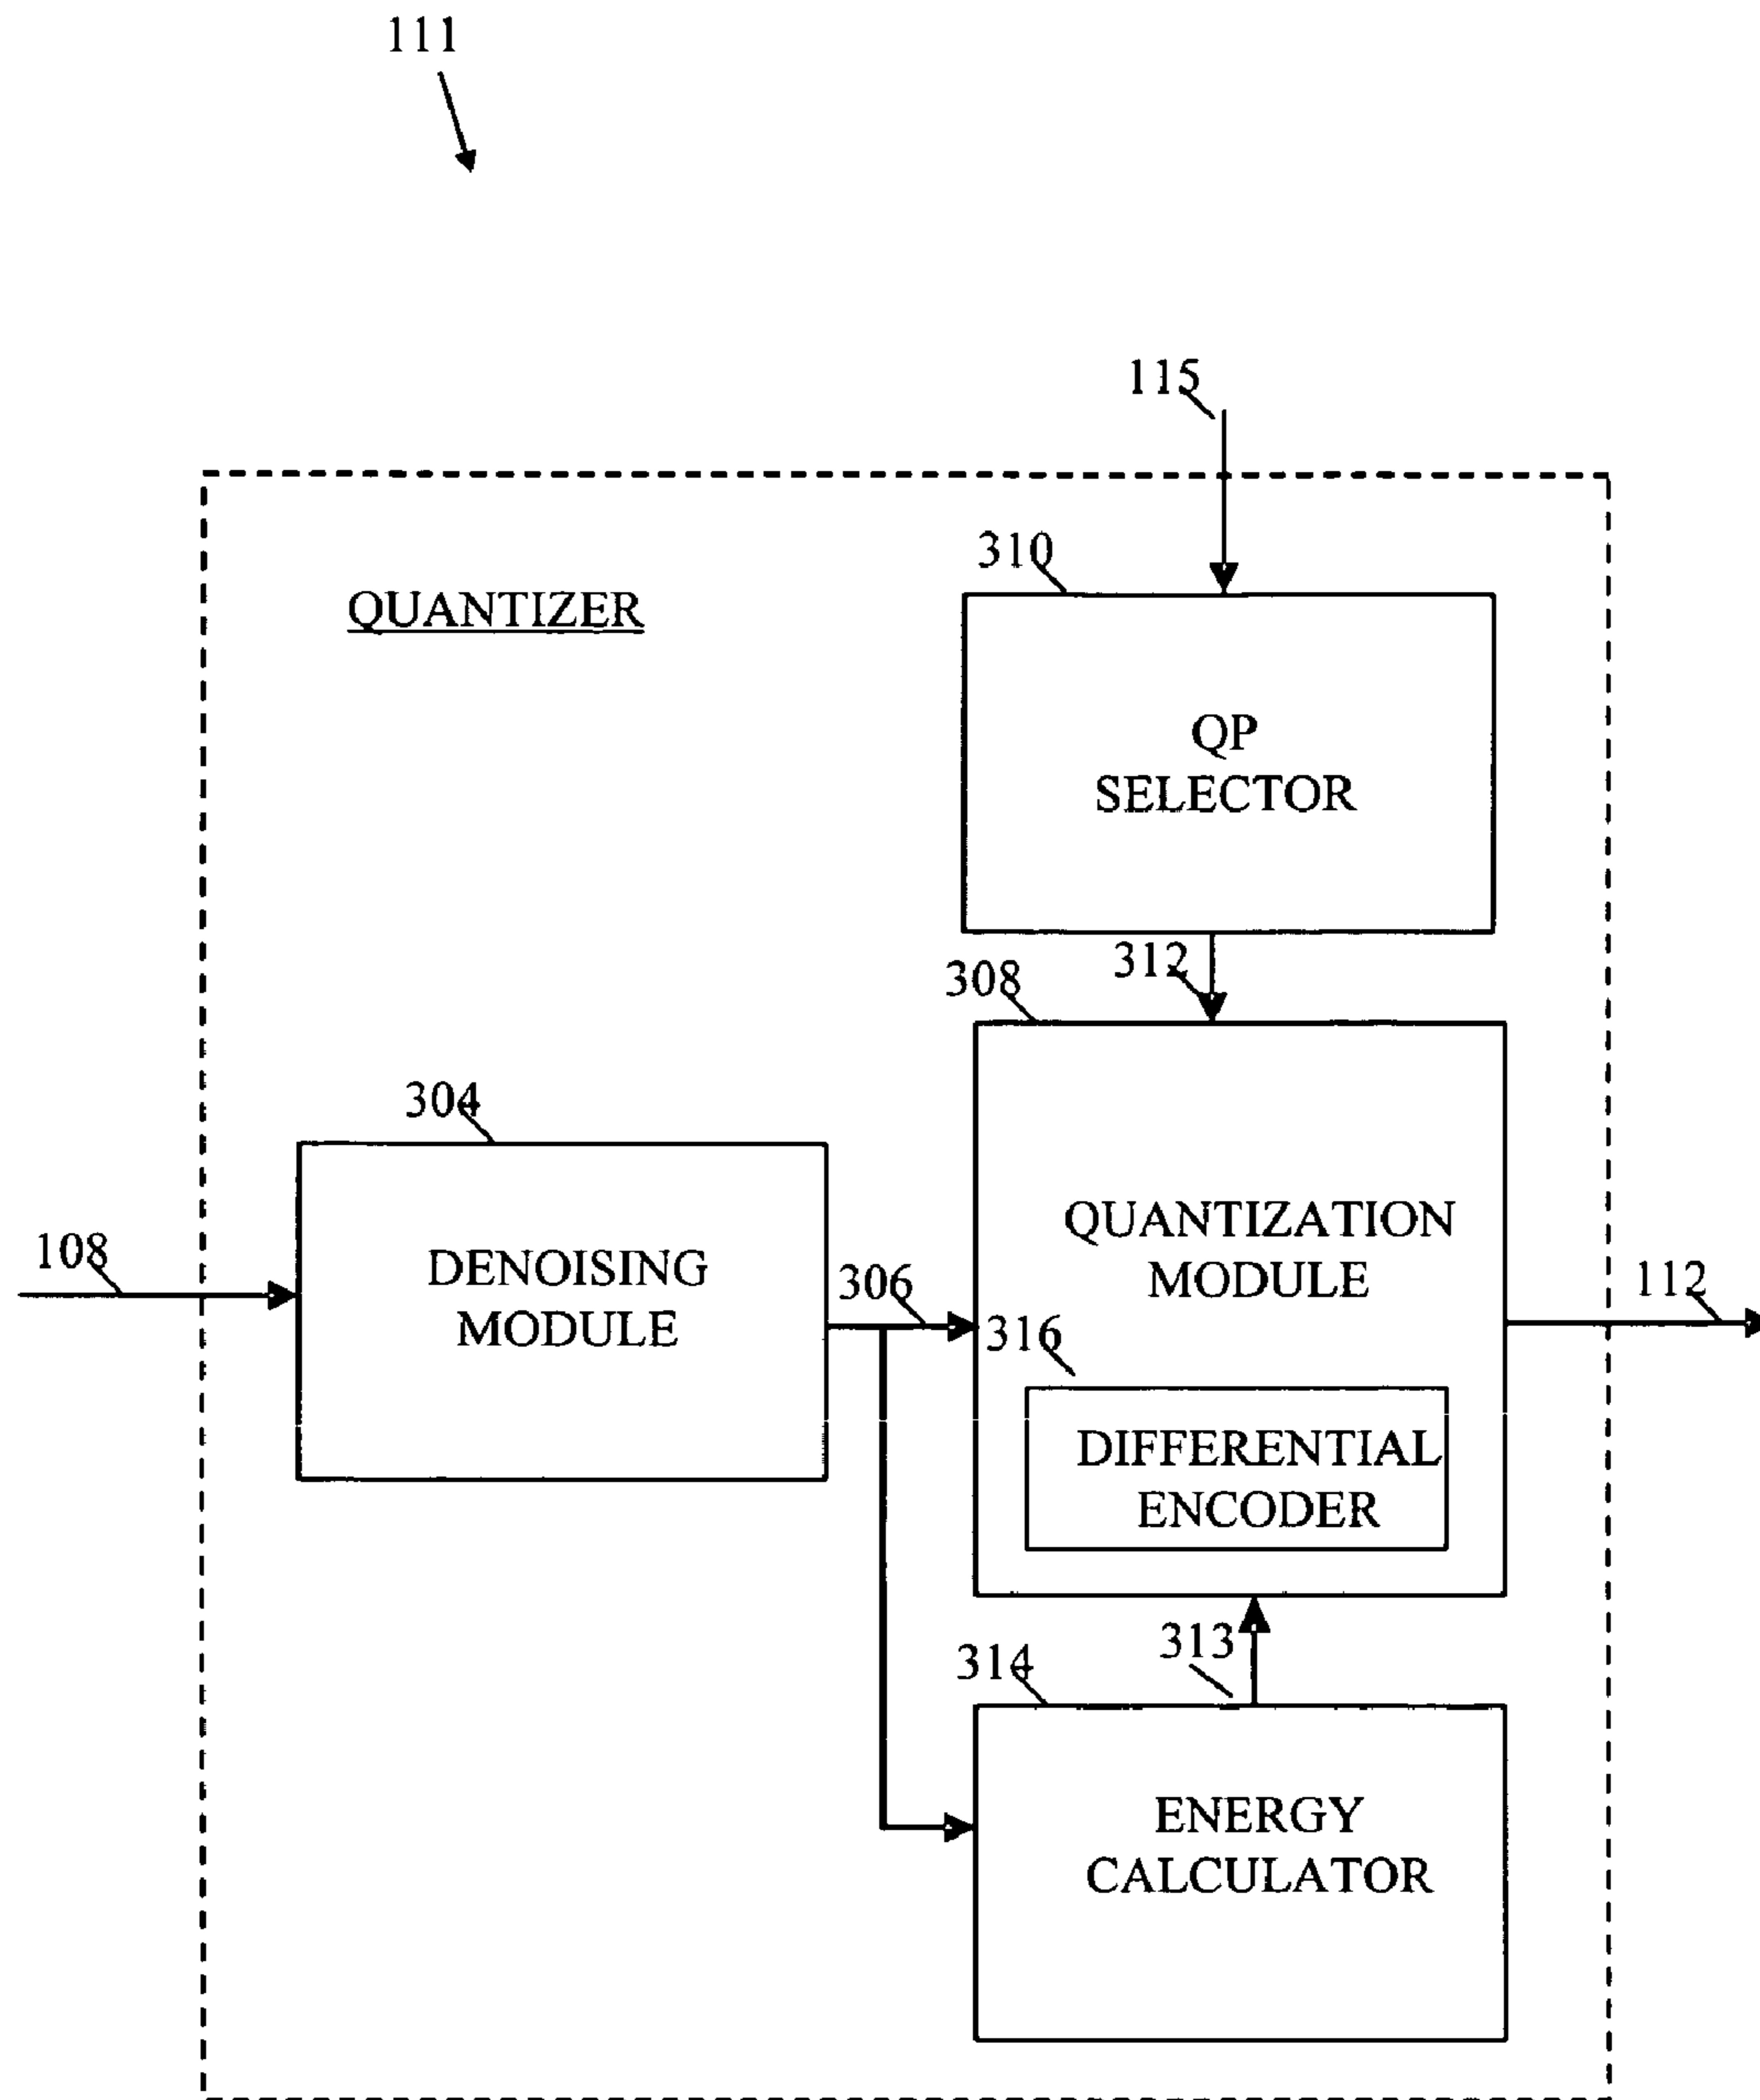 111
115
310
QUANTIZER
QP
SELECTOR
312
308
304
QUANTIZATION
MODULE
108
DENOISING
MODULE
306
112
316
DIFFERENTIAL
ENCODER
313
314
ENERGY
CALCULATOR